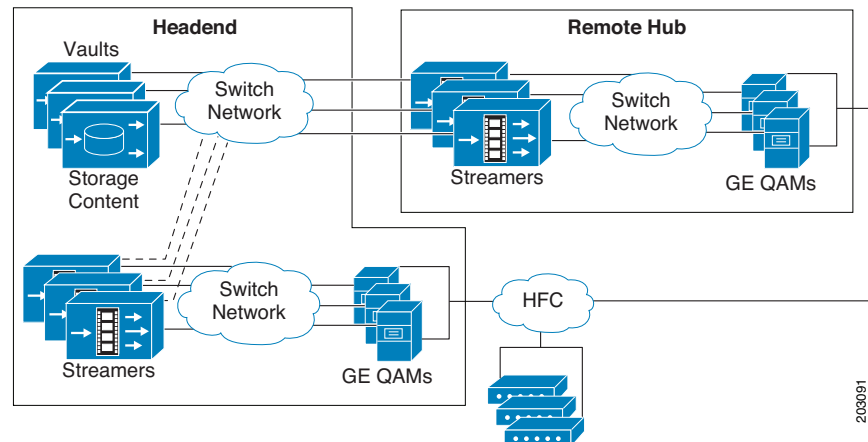 Headend
Remote Hub
Vaults
Switch
Network
Switch
Network
Storage
Content
Streamers
GE QAMs
Switch
Network
HFC
Streamers
GE QAMs
203091